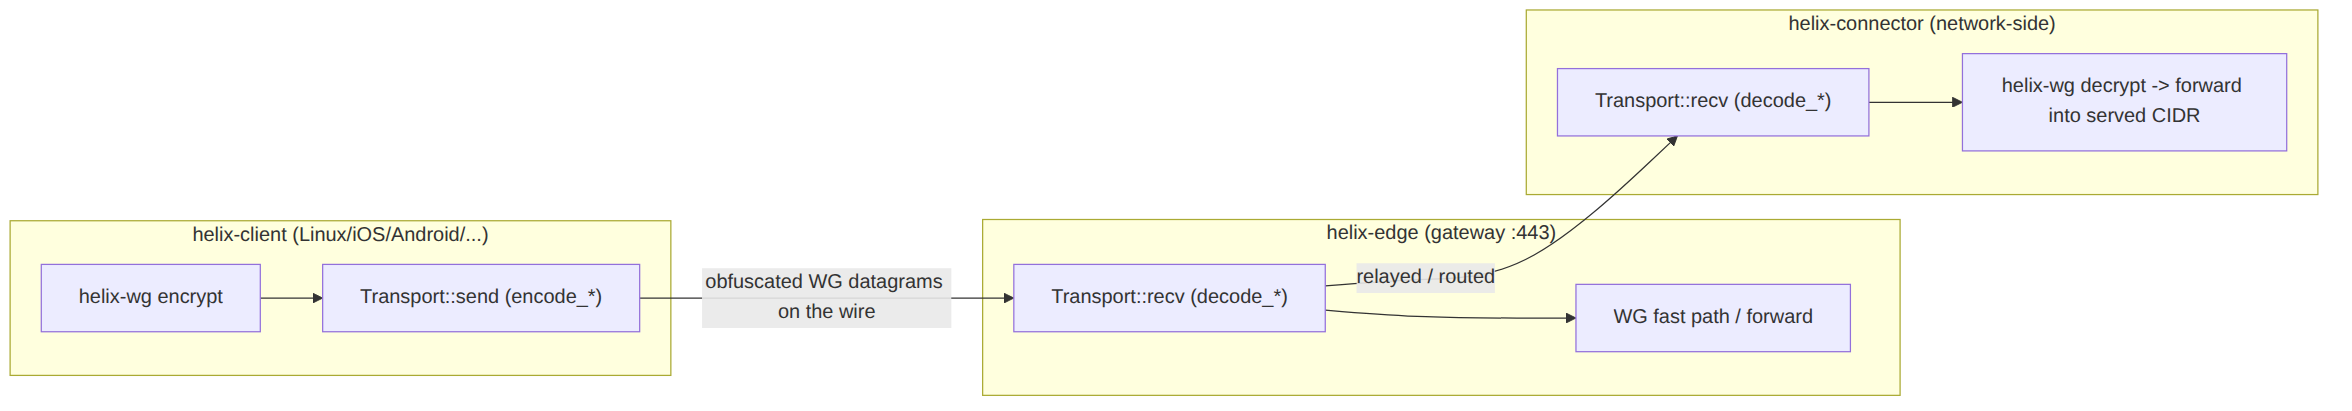 helix-connector (network-side)
Transport::recv (decode_*)
helix-wg decrypt -> forward
into served CIDR
helix-client (Linux/iOS/Android/...)
helix-wg encrypt
Transport::send (encode_*)
obfuscated WG datagrams
on the wire
helix-edge (gateway :443)
Transport::recv (decode_*)
relayed / routed
WG fast path / forward